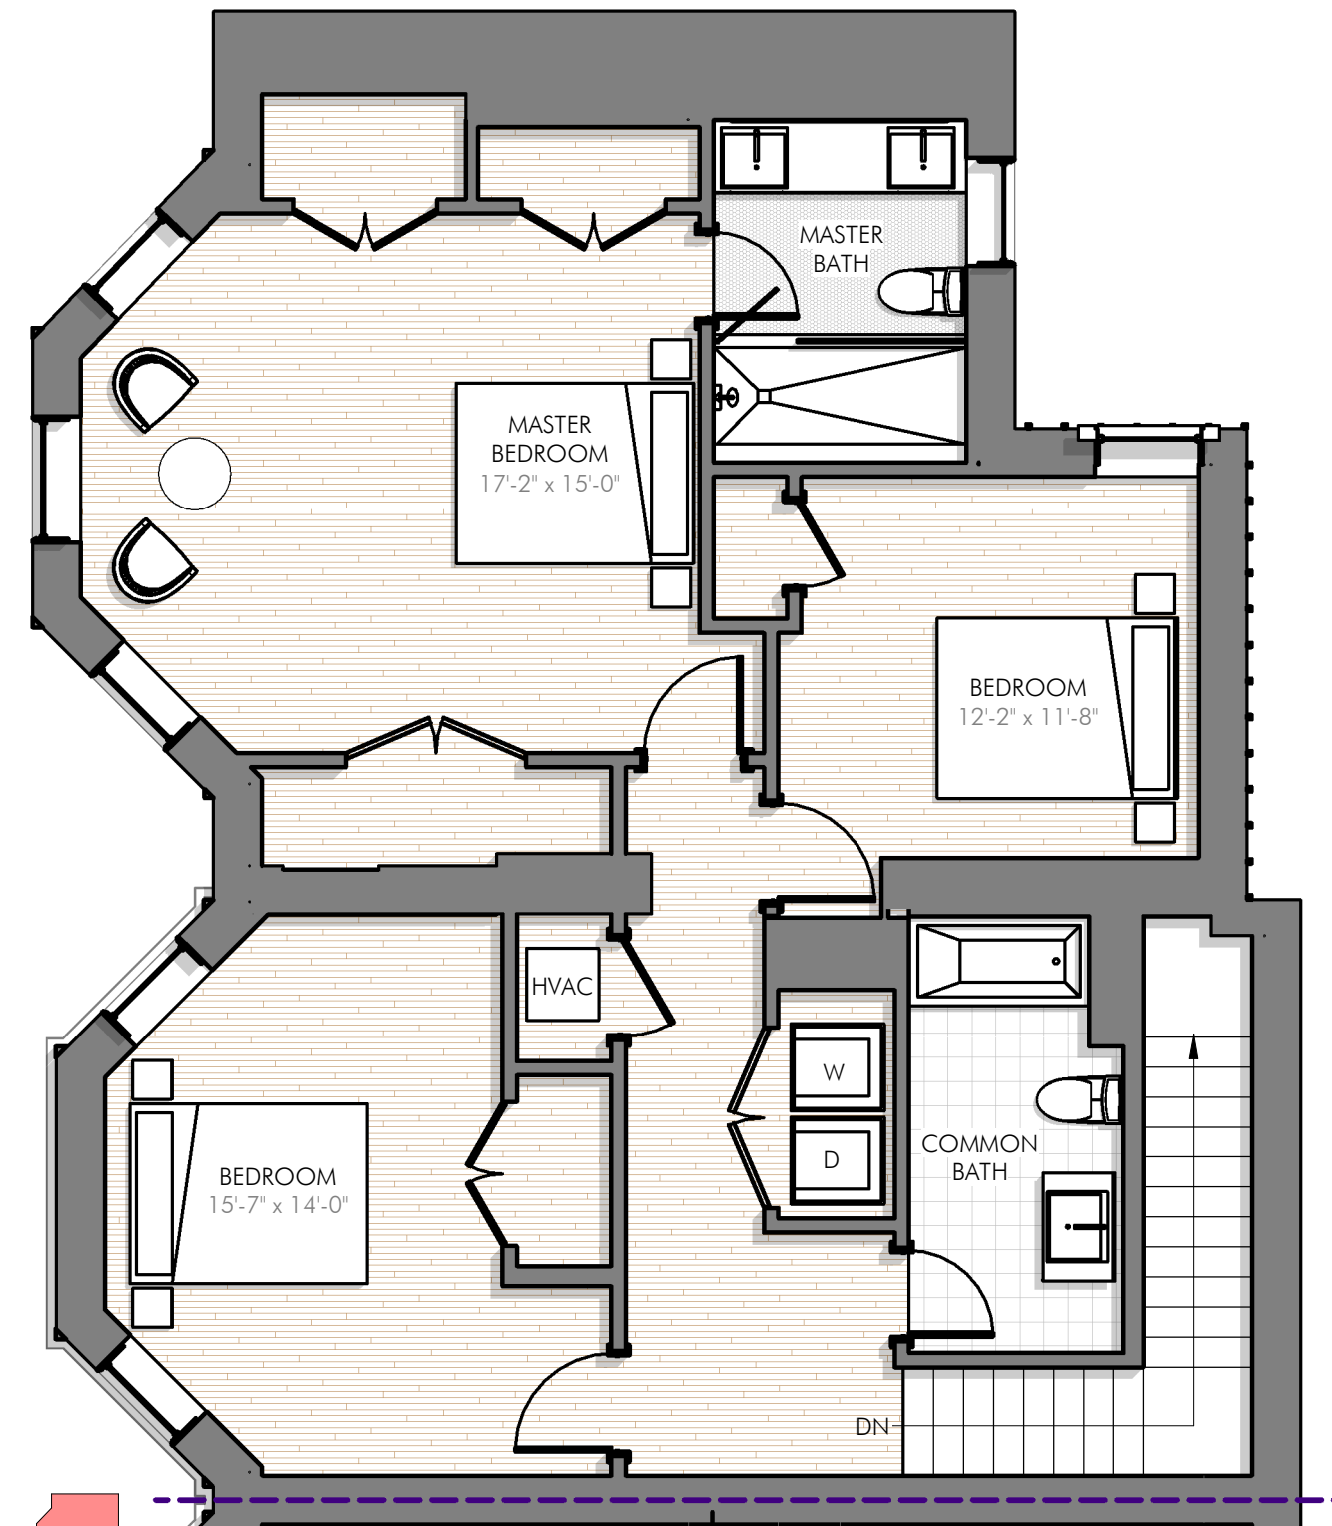 MASTER
BATH
MASTER
BEDROOM
17'-2" x 15'-0"
BEDROOM
12'-2" x 11'-8"
HVAC
W
D
COMMON
BATH
BEDROOM
15'-7" x 14'-0"
DN